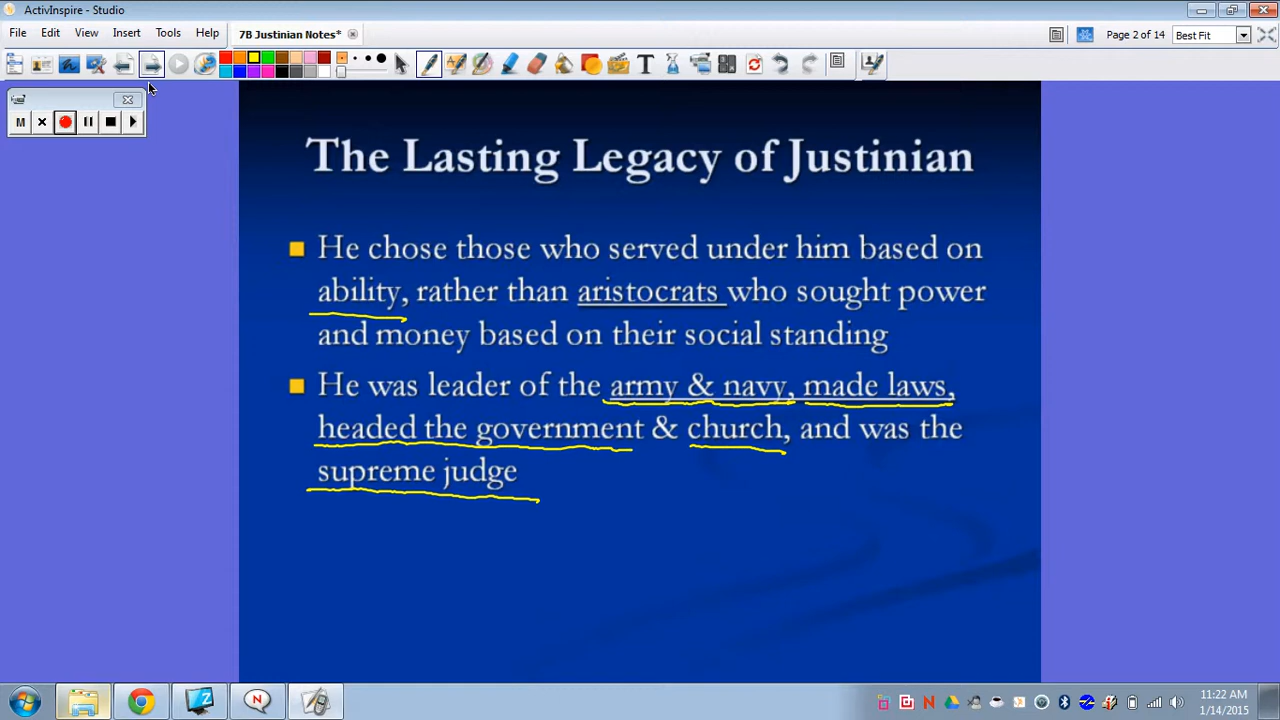 ActivInspire - Studio
File Edit View Insert Tools Help 7B Justinian Notes* Page 2 of 14 Best Fit
M
The Lasting Legacy of Justinian
He chose those who served under him based on
ability, rather than aristocrats who sought power
and money based on their social standing
He was leader of the army & navy, made laws,
headed the government & church, and was the
supreme judge
11:22 AM
1/14/2015